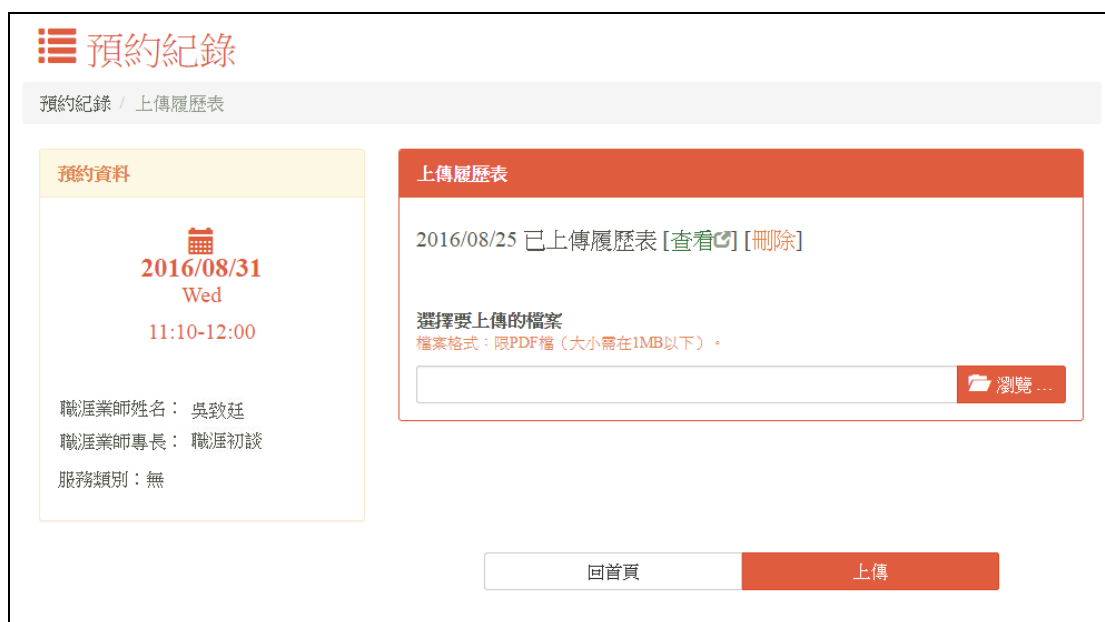 預約紀錄
預約紀錄 / 上傳履歷表
預約資料
2016/08/31
Wed
11:10-12:00
職涯業師姓名： 吳致廷
職涯業師專長： 職涯初談
服務類別：無
上傳履歷表
2016/08/25 已上傳履歷表 [查看] [刪除]
選擇要上傳的檔案
檔案格式：限PDF檔（大小需在1MB以下）。
瀏覽 ...
回首頁
上傳